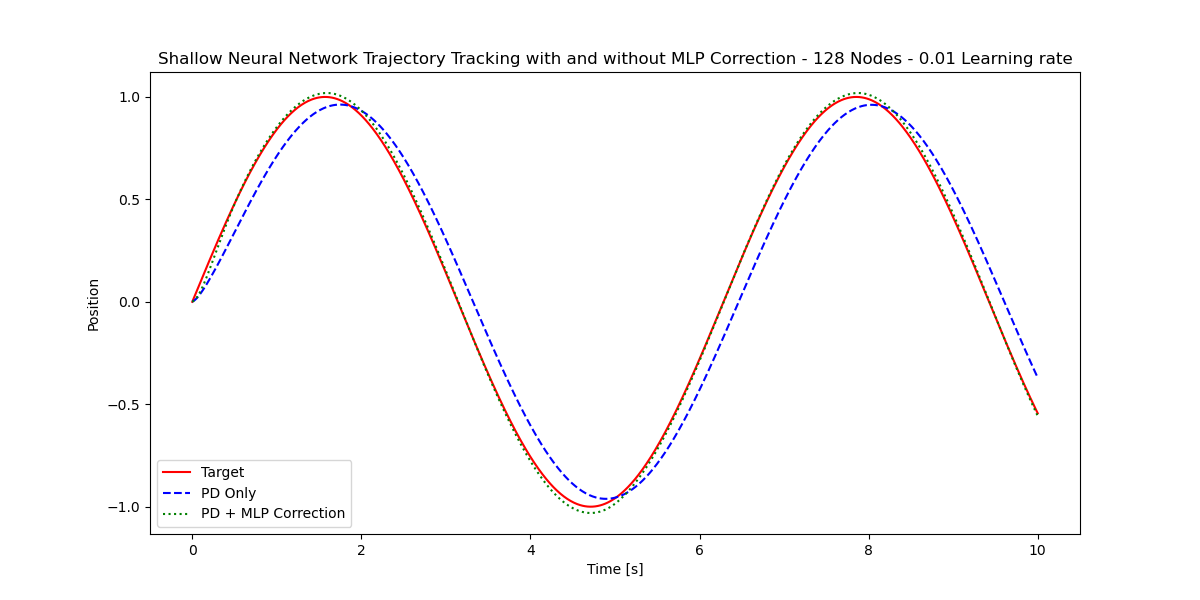 Shallow Neural Network Trajectory Tracking with and without MLP Correction - 128 Nodes - 0.01 Learning rate
1.0
0.5
0.0
−0.5
−1.0
Position
Target
PD Only
PD + MLP Correction
0 2 4 6 8 10
Time [s]